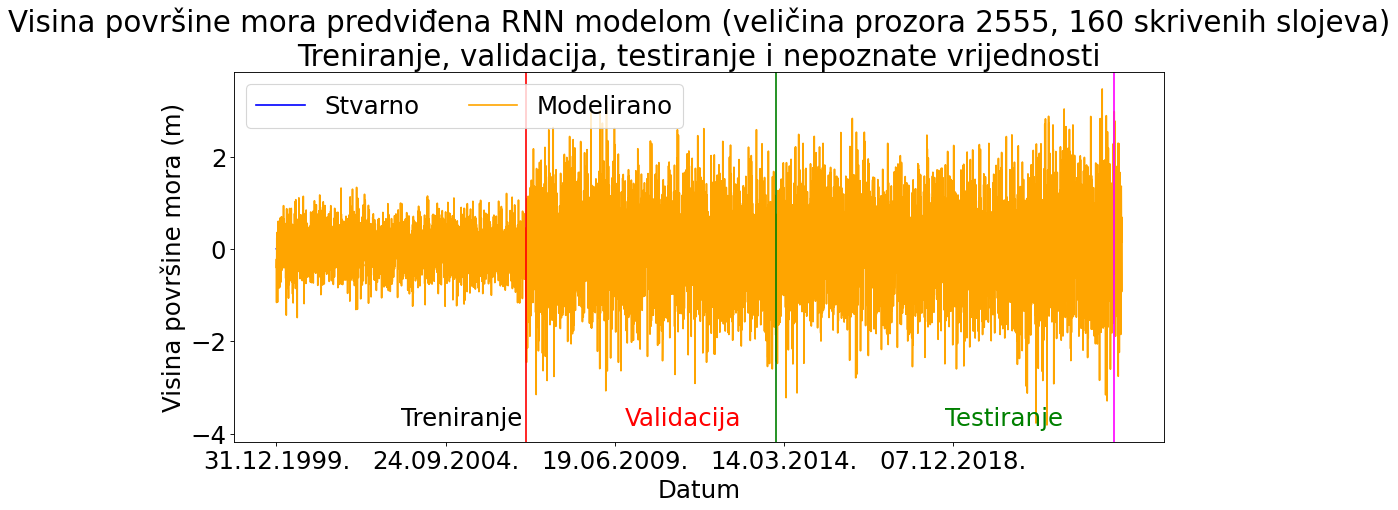 Visina površine mora predviđena RNN modelom (veličina prozora 2555, 160 skrivenih slojeva)
Treniranje, validacija, testiranje i nepoznate vrijednosti
Stvarno Modelirano
Visina površine mora (m)
2
0
−2
−4
Treniranje Validacija Testiranje
31.12.1999. 24.09.2004. 19.06.2009. 14.03.2014. 07.12.2018.
Datum